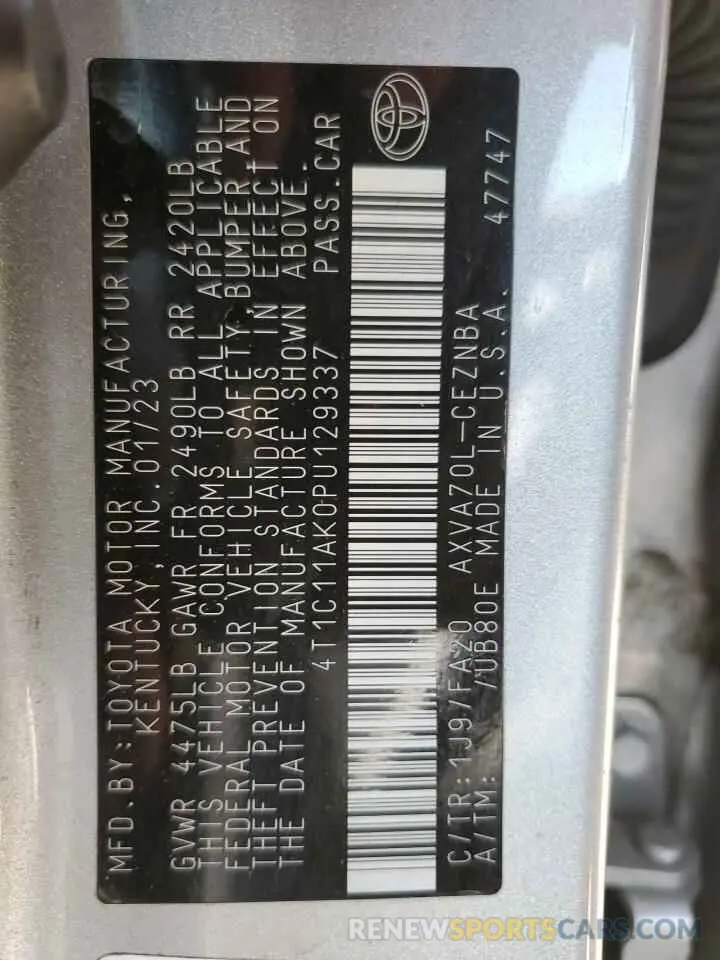 MFD.BY:TOYOTA MOTOR MANUFACTURING,
KENTUCKY,INC.01/23
GVWR 4475LB GAWR FR 2490LB RR 2420LB
THIS VEHICLE CONFORMS TO ALL APPLICABLE
FEDERAL MOTOR VEHICLE SAFETY, BUMPER, AND
THEFT PREVENTION STANDARDS IN EFFECT ON
THE DATE OF MANUFACTURE SHOWN ABOVE.
4T1C11AK0PU129337 PASS.CAR
C/TR:1J9/FA20 AXVA70L-CEZNBA
A/TM: /UB80E MADE IN U.S.A. 47747
RENEWSPORTSCARS.COM